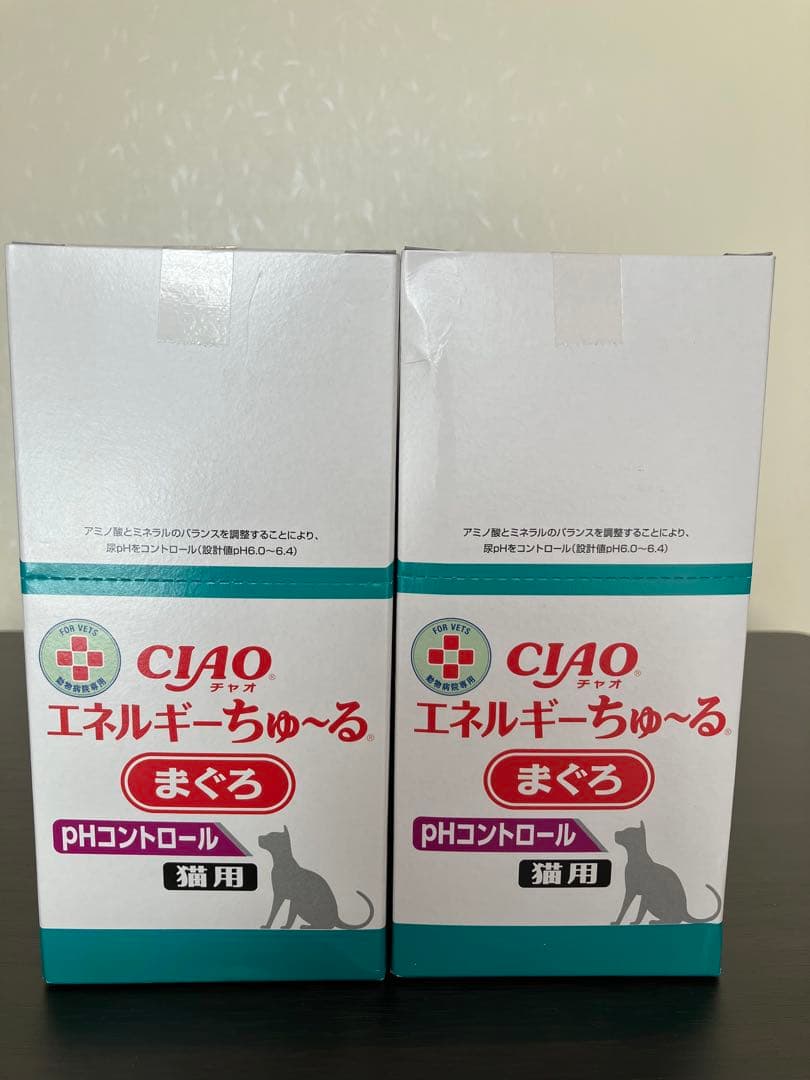 アミノ酸とミネラルのバランスを調整することにより、
尿pHをコントロール(設計値pH6.0〜6.4)
FOR VETS
動物病院専用
CIAO®
チャオ
エネルギーちゅ〜る®
まぐろ
pHコントロール
猫用
アミノ酸とミネラルのバランスを調整することにより、
尿pHをコントロール(設計値pH6.0〜6.4)
FOR VETS
動物病院専用
CIAO®
チャオ
エネルギーちゅ〜る®
まぐろ
pHコントロール
猫用